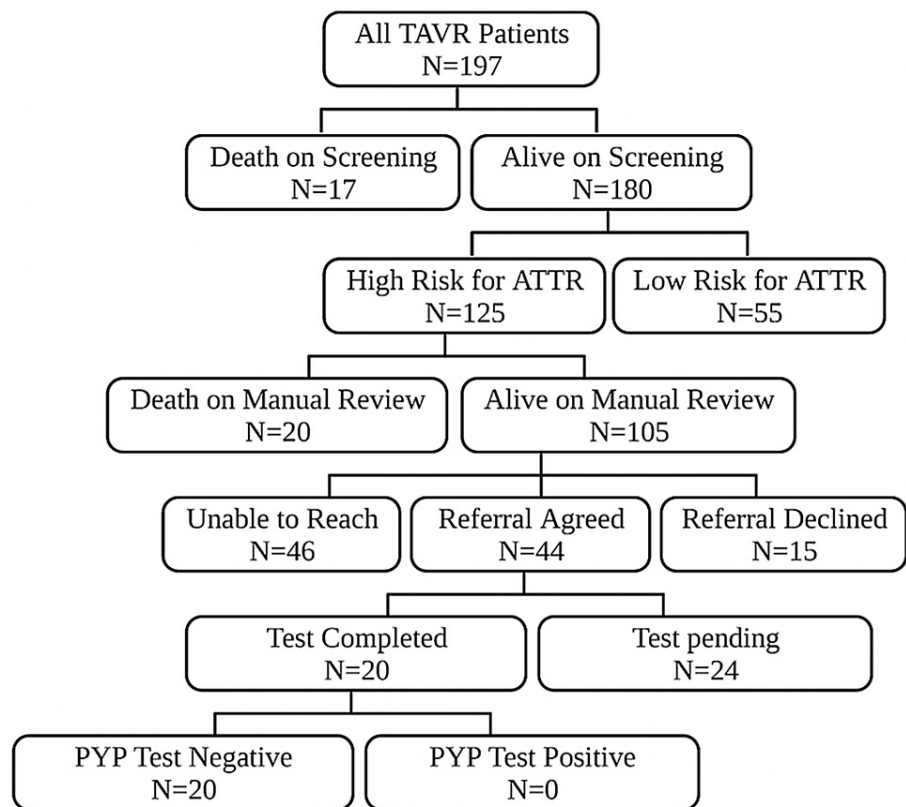 All TAVR Patients
N=197
Death on Screening
N=17
Alive on Screening
N=180
High Risk for ATTR
N=125
Low Risk for ATTR
N=55
Death on Manual Review
N=20
Alive on Manual Review
N=105
Unable to Reach
N=46
Referral Agreed
N=44
Referral Declined
N=15
Test Completed
N=20
Test pending
N=24
PYP Test Negative
N=20
PYP Test Positive
N=0